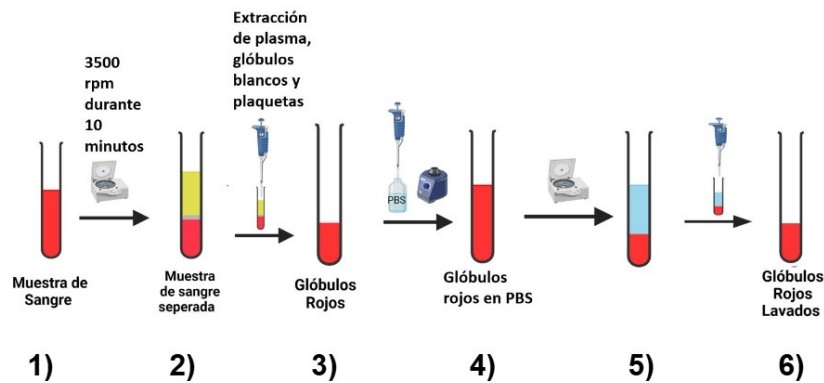 3500
rpm
durante
10
minutos
Extracción
de plasma,
glóbulos
blancos y
plaquetas
PBS
Muestra de
Sangre
Muestra
de sangre
seperada
Glóbulos
Rojos
Glóbulos
rojos en PBS
Glóbulos
Rojos
Lavados
1)
2)
3)
4)
5)
6)